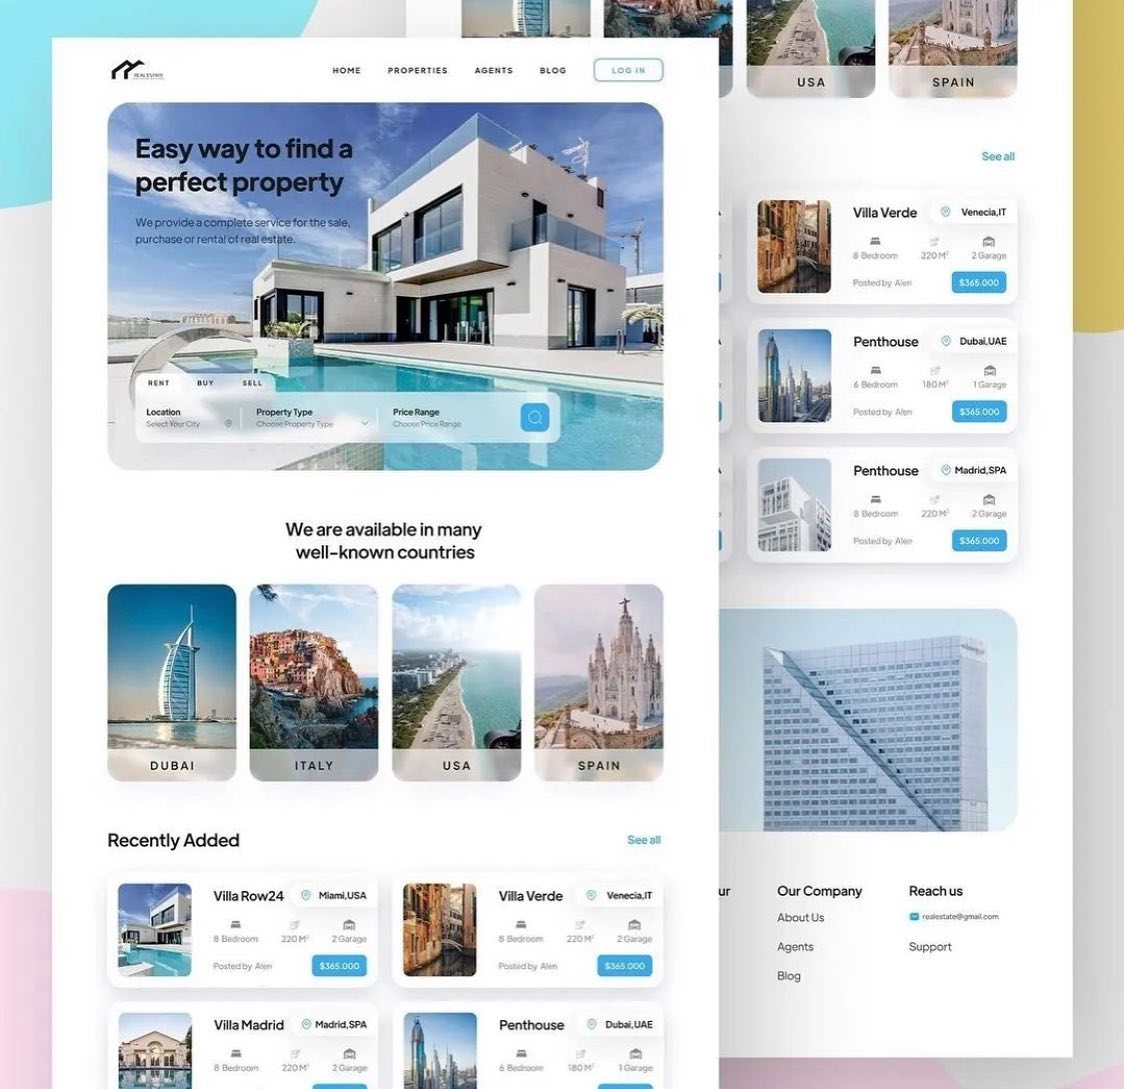 REAL ESTATE
HOME PROPERTIES AGENTS BLOG LOG IN
Easy way to find a
perfect property
We provide a complete service for the sale,
purchase or rental of real estate.
RENT BUY SELL
Location Property Type Price Range
Select Your City Choose Property Type Choose Price Range
We are available in many
well-known countries
DUBAI ITALY USA SPAIN
Recently Added See all
Villa Row24 Miami,USA
8 Bedroom 220 M² 2 Garage
Posted by Alen $365.000
Villa Verde Venecia,IT
8 Bedroom 220 M² 2 Garage
Posted by Alen $365.000
Villa Madrid Madrid,SPA
8 Bedroom 220 M² 2 Garage
Penthouse Dubai,UAE
6 Bedroom 180 M² 1 Garage
USA SPAIN
See all
Villa Verde Venecia,IT
8 Bedroom 220 M² 2 Garage
Posted by Alen $365.000
Penthouse Dubai,UAE
6 Bedroom 180 M² 1 Garage
Posted by Alen $365.000
Penthouse Madrid,SPA
8 Bedroom 220 M² 2 Garage
Posted by Alen $365.000
ur Our Company Reach us
About Us realestate@gmail.com
Agents Support
Blog